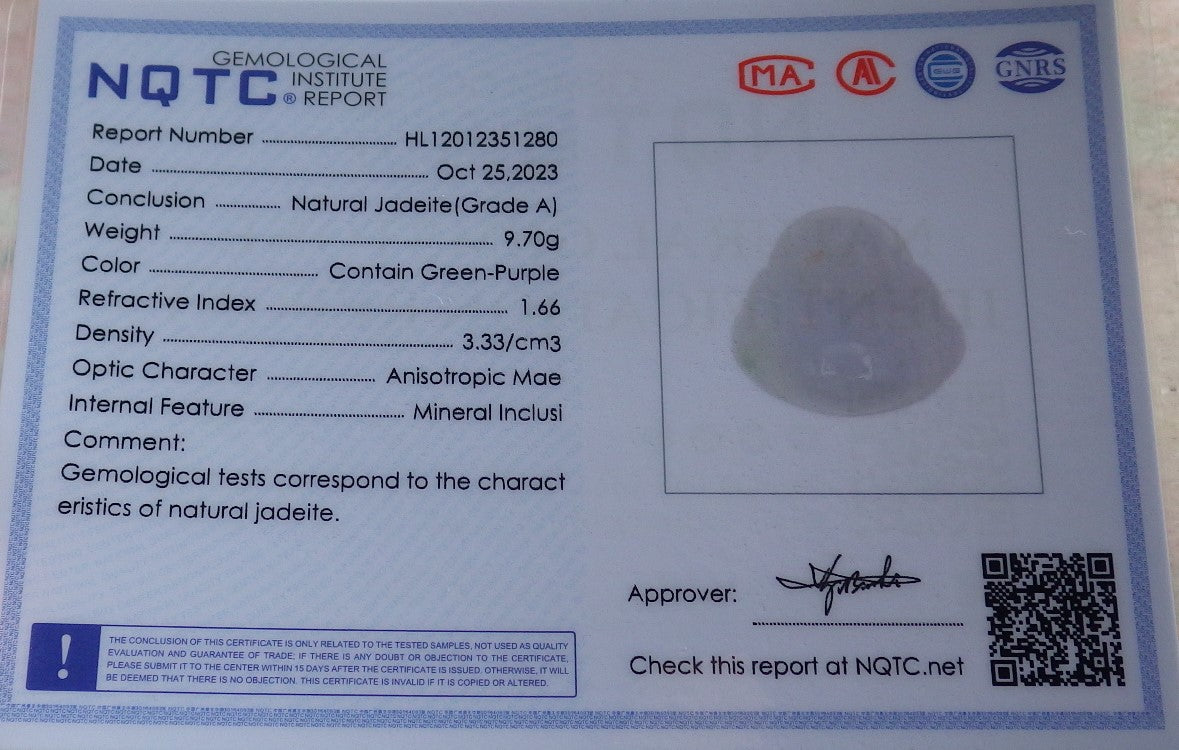 GEMOLOGICAL
NQTC INSTITUTE
® REPORT
MA
GWG
GNRS
Report Number HL12012351280
Date Oct 25,2023
Conclusion Natural Jadeite(Grade A)
Weight 9.70g
Color Contain Green-Purple
Refractive Index 1.66
Density 3.33/cm3
Optic Character Anisotropic Mae
Internal Feature Mineral Inclusi
Comment:
Gemological tests correspond to the charact
eristics of natural jadeite.
Approver:
Check this report at NQTC.net
! THE CONCLUSION OF THIS CERTIFICATE IS ONLY RELATED TO THE TESTED SAMPLES, NOT USED AS QUALITY
EVALUATION AND GUARANTEE OF TRADE; IF THERE IS ANY DOUBT OR OBJECTION TO THE CERTIFICATE,
PLEASE SUBMIT IT TO THE CENTER WITHIN 15 DAYS AFTER THE CERTIFICATE IS ISSUED. OTHERWISE, IT WILL
BE DEEMED THAT THERE IS NO OBJECTION. THIS CERTIFICATE IS INVALID IF IT IS COPIED OR ALTERED.